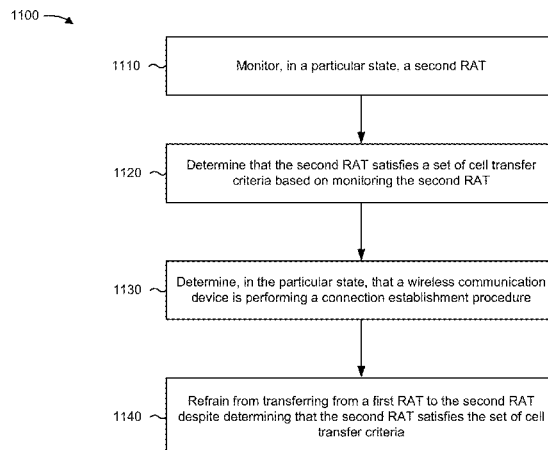 1100
1110
Monitor, in a particular state, a second RAT
1120
Determine that the second RAT satisfies a set of cell transfer
criteria based on monitoring the second RAT
1130
Determine, in the particular state, that a wireless communication
device is performing a connection establishment procedure
1140
Refrain from transferring from a first RAT to the second RAT
despite determining that the second RAT satisfies the set of cell
transfer criteria